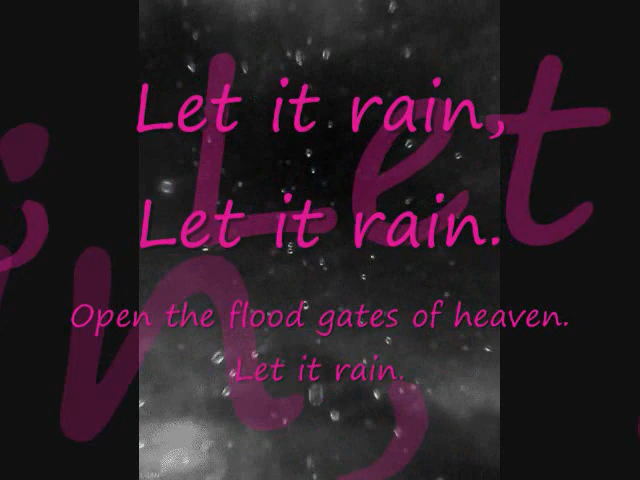 Let it rain,
Let it rain.
Open the flood gates of heaven.
Let it rain.